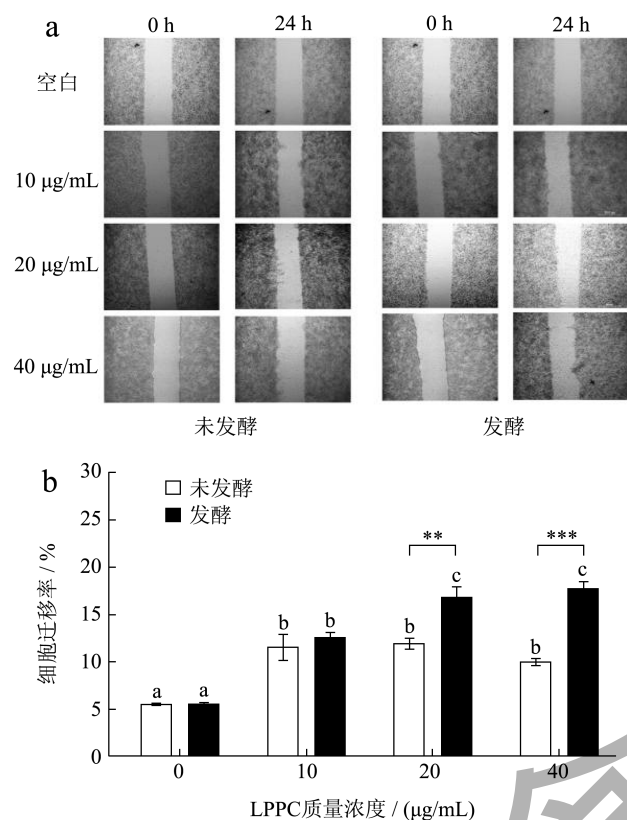 a
0 h 24 h 0 h 24 h
空白
10 μg/mL
20 μg/mL
40 μg/mL
未发酵 发酵
b
30
25
20
15
10
5
0
细胞迁移率 / %
未发酵
发酵
a a
b b
** b c
*** b c
0 10 20 40
LPPC质量浓度 / (μg/mL)